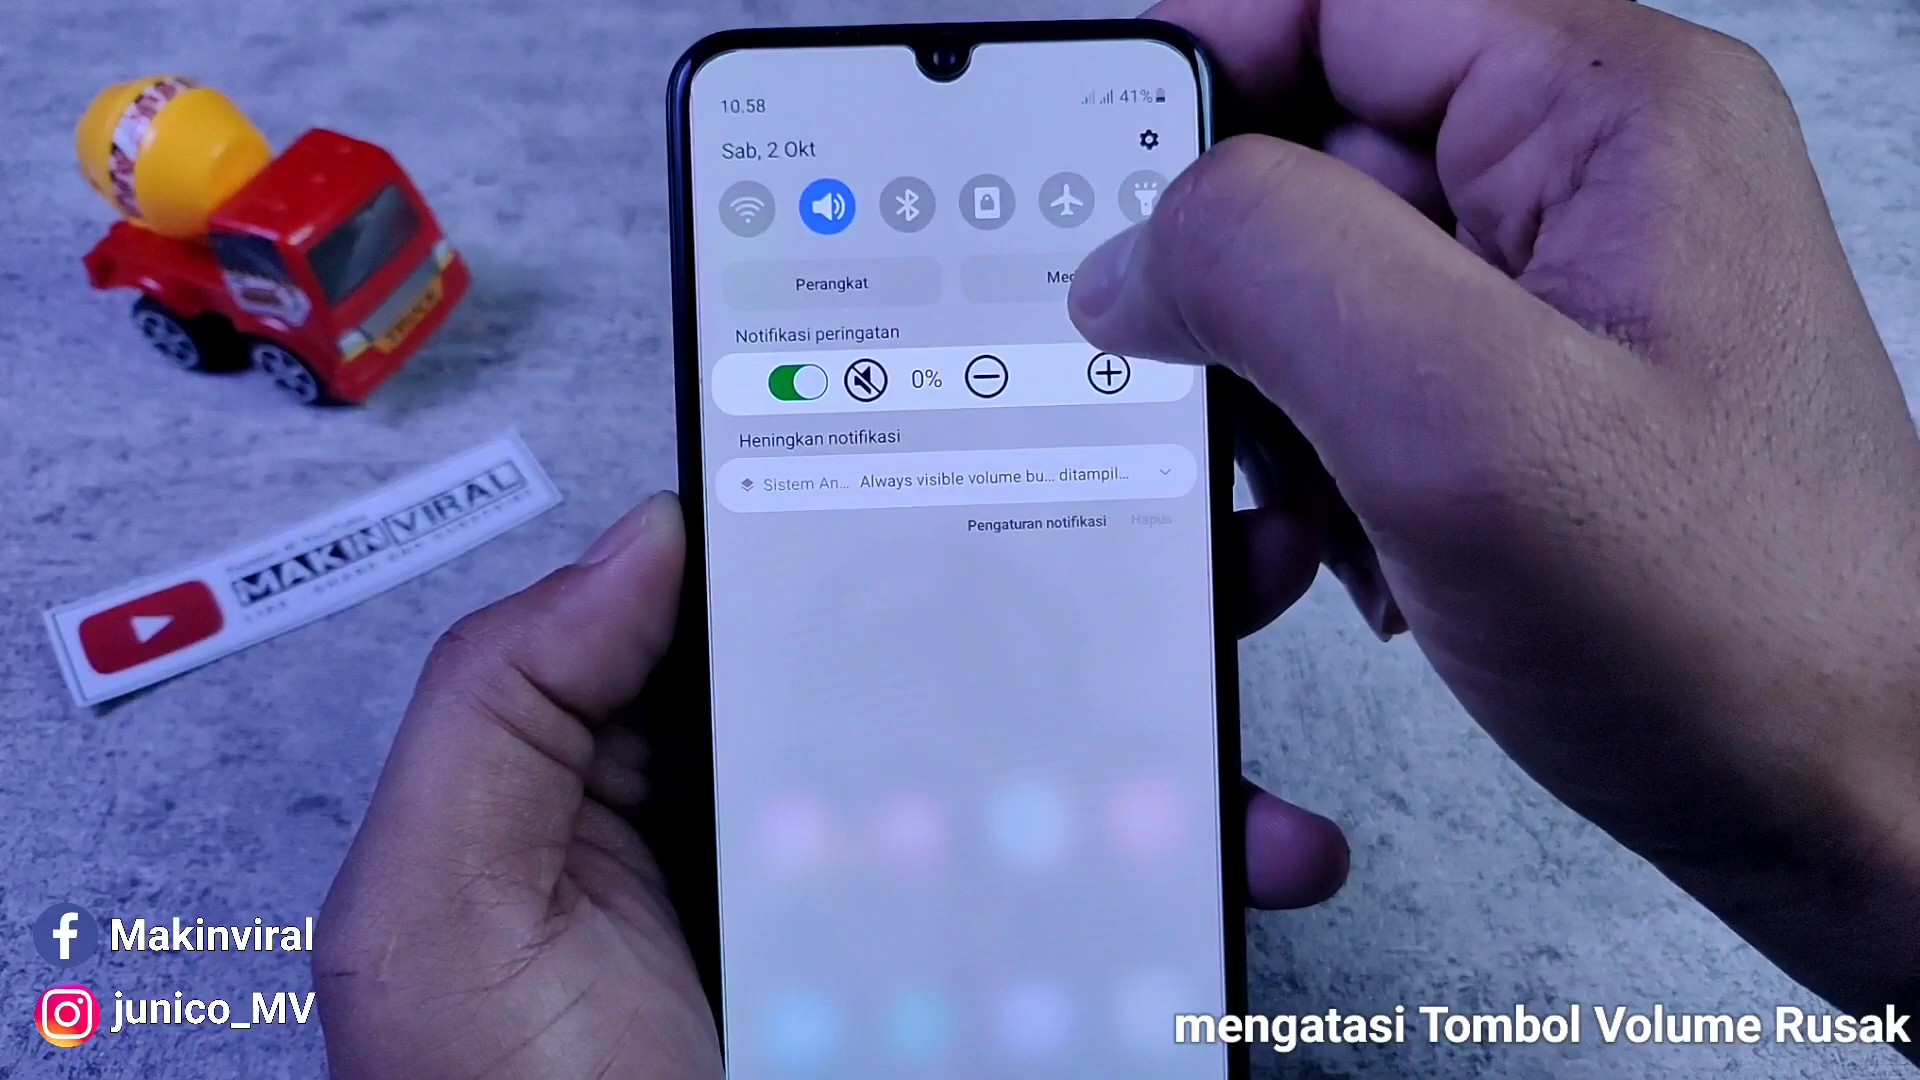 10.58
41%
Sab, 2 Okt
Perangkat
Med
Notifikasi peringatan
0%
Heningkan notifikasi
Sistem An... Always visible volume bu... ditampil...
Pengaturan notifikasi
Hapus
MAKIN VIRAL
Makinviral
junico_MV
mengatasi Tombol Volume Rusak